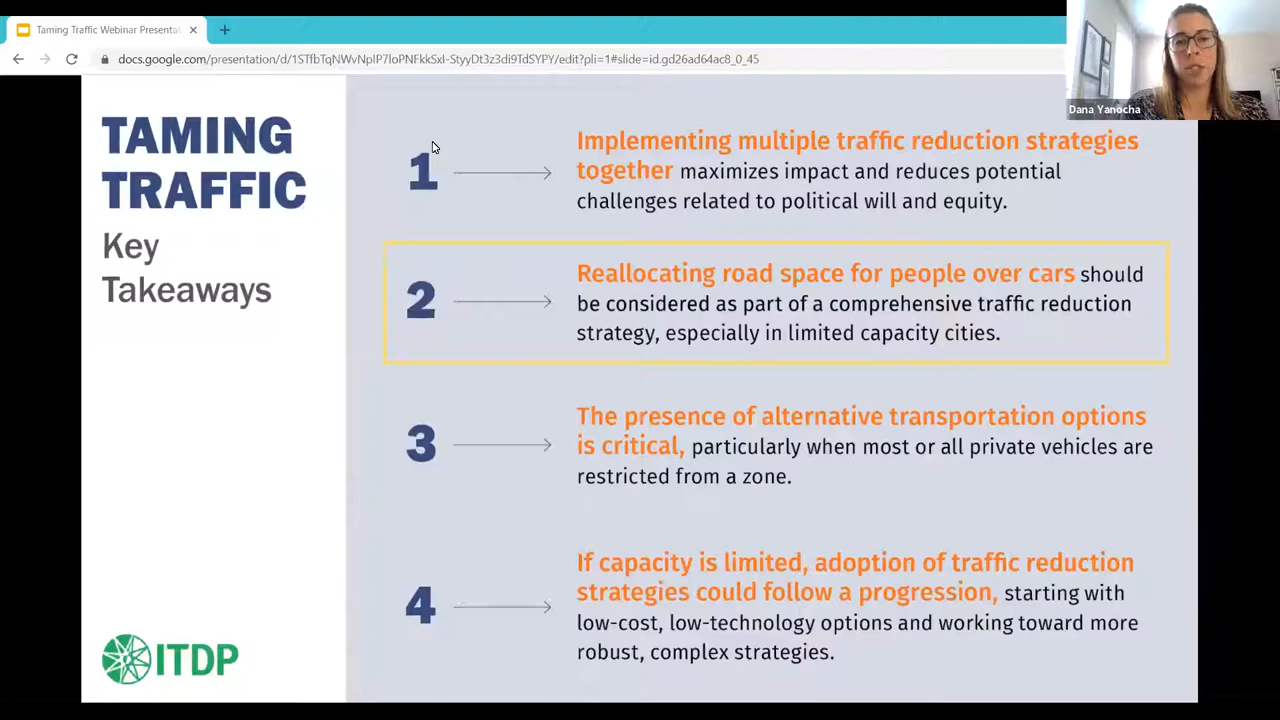 Taming Traffic Webinar Presentat
docs.google.com/presentation/d/1STfbTqNWvNpIP7loPNFkkSxI-StyyDt3z3di9TdSYPY/edit?pli=1#slide=id.gd26ad64ac8_0_45
Dana Yanocha
TAMING
TRAFFIC
Key
Takeaways
1
Implementing multiple traffic reduction strategies
together maximizes impact and reduces potential
challenges related to political will and equity.
2
Reallocating road space for people over cars should
be considered as part of a comprehensive traffic reduction
strategy, especially in limited capacity cities.
3
The presence of alternative transportation options
is critical, particularly when most or all private vehicles are
restricted from a zone.
4
If capacity is limited, adoption of traffic reduction
strategies could follow a progression, starting with
low-cost, low-technology options and working toward more
robust, complex strategies.
ITDP